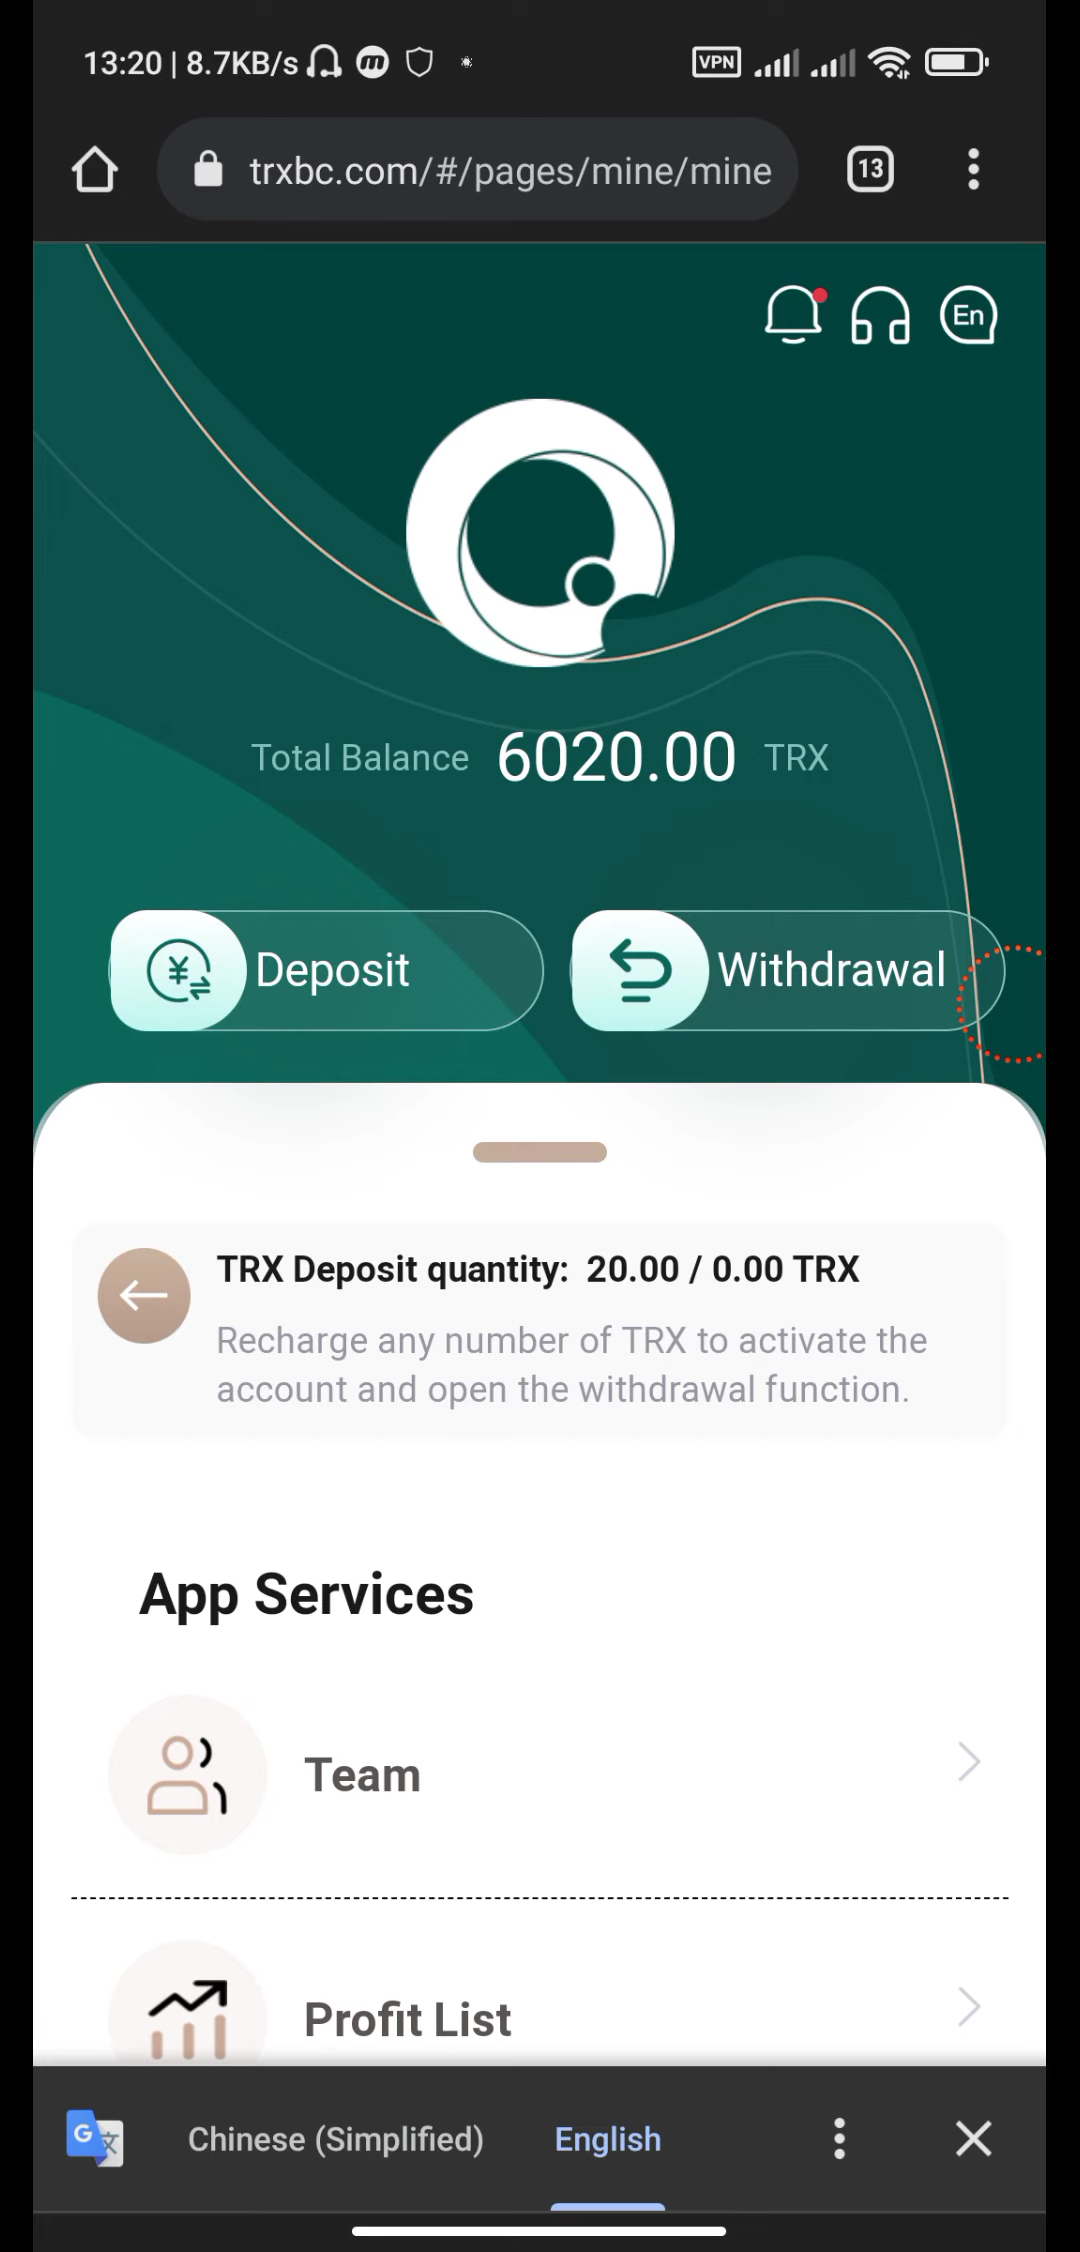 13:20 | 8.7KB/s VPN
trxbc.com/#/pages/mine/mine 13
En
Total Balance 6020.00 TRX
Deposit Withdrawal
TRX Deposit quantity: 20.00 / 0.00 TRX
Recharge any number of TRX to activate the
account and open the withdrawal function.
App Services
Team
Profit List
Chinese (Simplified) English